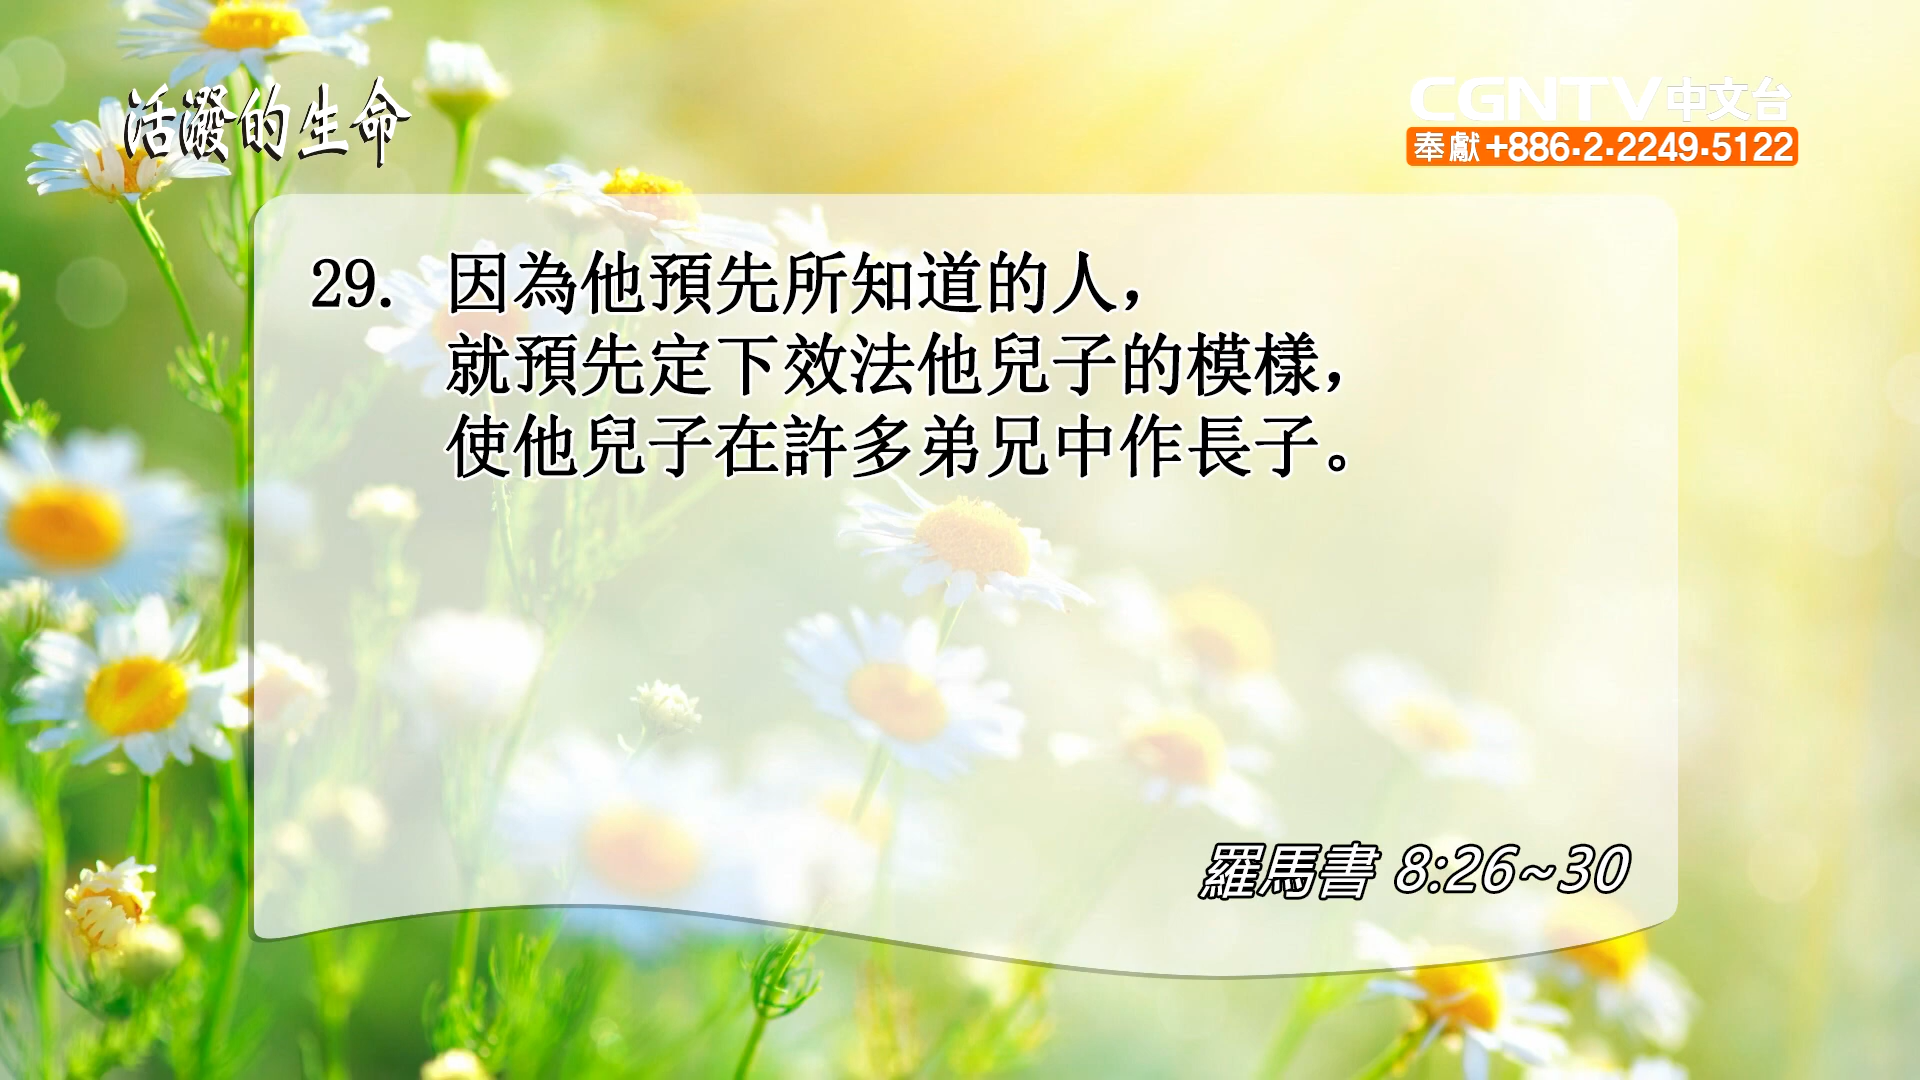 活潑的生命
CGNTV中文台
奉獻+886·2·2249·5122
29. 因為他預先所知道的人，
就預先定下效法他兒子的模樣，
使他兒子在許多弟兄中作長子。
羅馬書 8:26~30